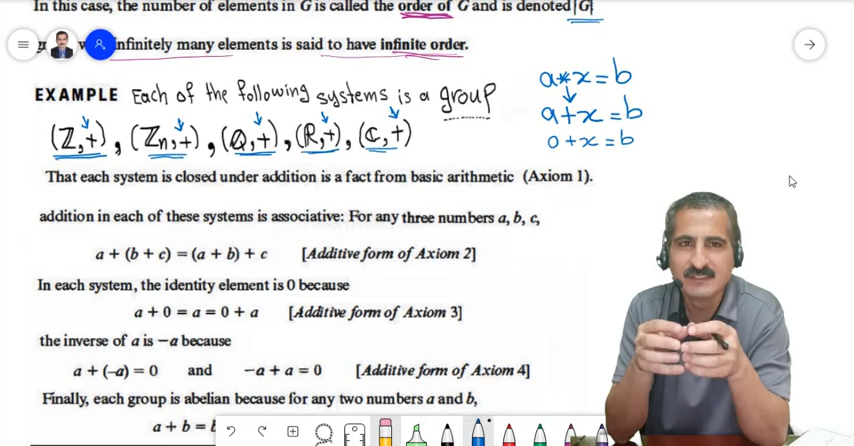 In this case, the number of elements in G is called the order of G and is denoted |G|
infinitely many elements is said to have infinite order.
EXAMPLE Each of the following systems is a group
(ℤ,+), (ℤn,+), (ℚ,+), (ℝ,+), (ℂ,+)
a*x=b
a+x=b
0+x=b
That each system is closed under addition is a fact from basic arithmetic (Axiom 1).
addition in each of these systems is associative: For any three numbers a, b, c,
a + (b + c) = (a + b) + c [Additive form of Axiom 2]
In each system, the identity element is 0 because
a + 0 = a = 0 + a [Additive form of Axiom 3]
the inverse of a is −a because
a + (−a) = 0 and −a + a = 0 [Additive form of Axiom 4]
Finally, each group is abelian because for any two numbers a and b,
a + b =